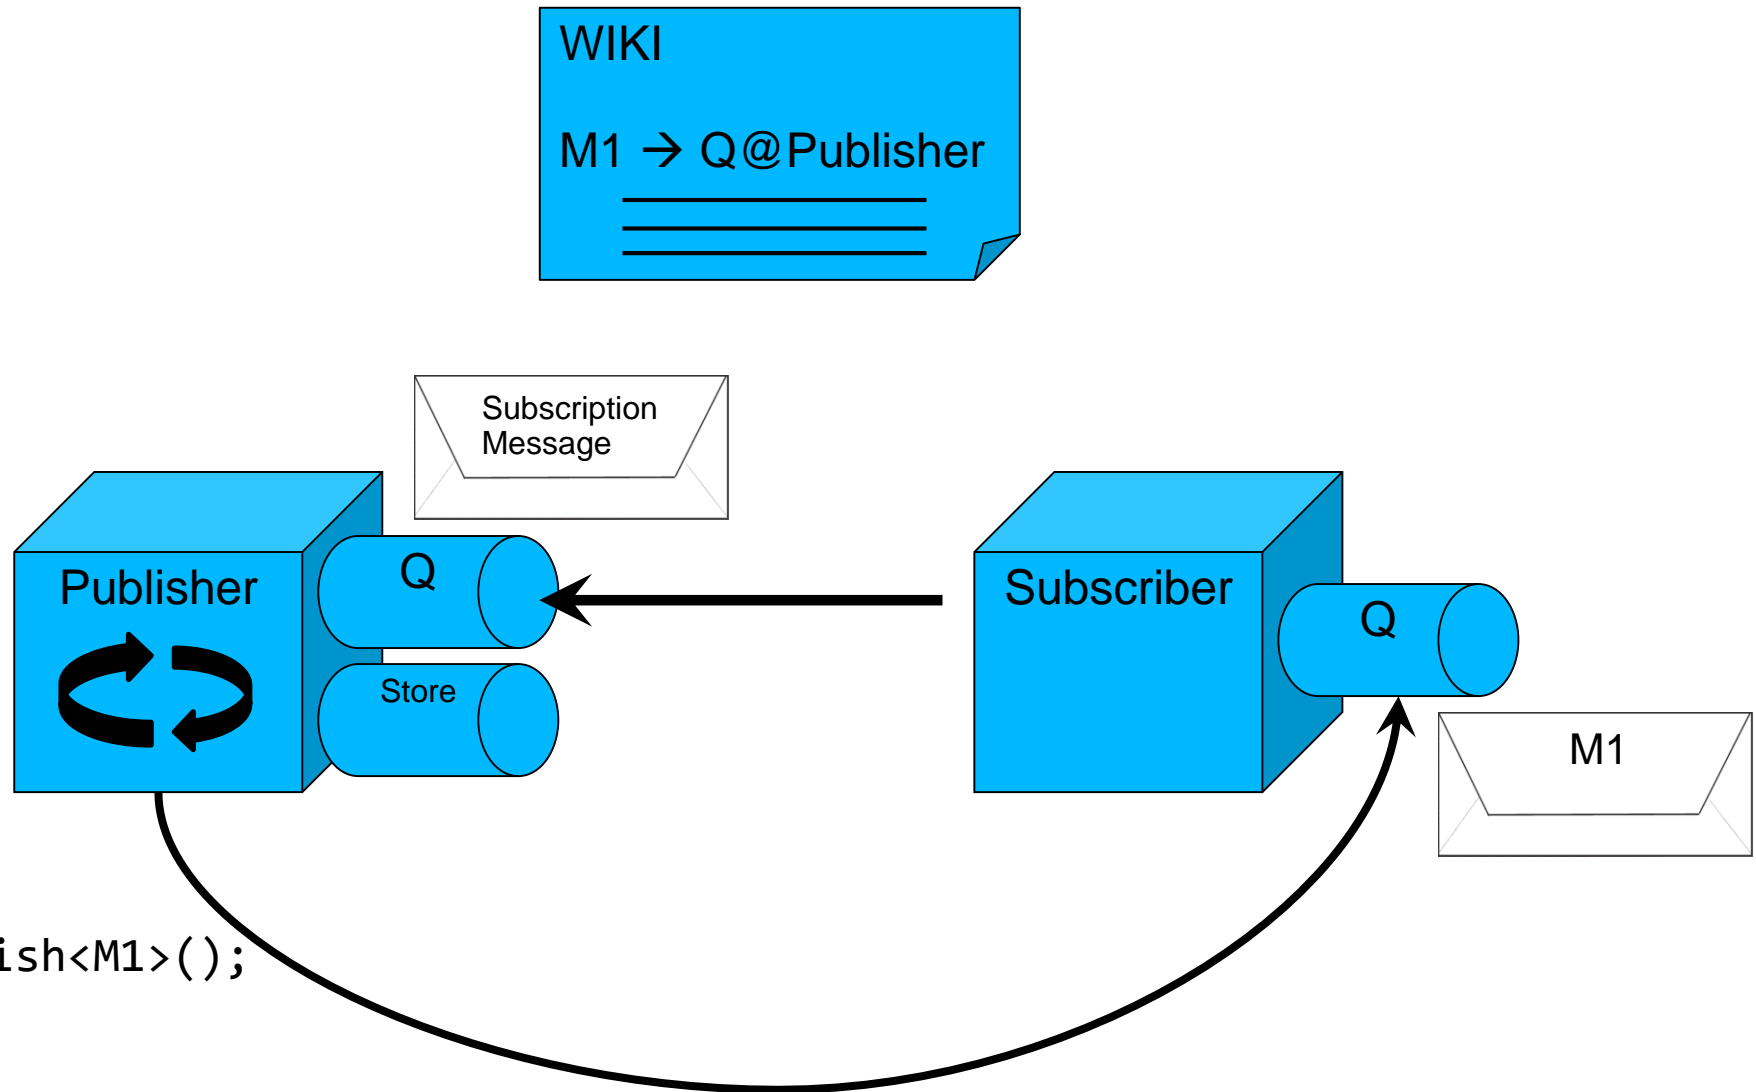 WIKI
M1 → Q@Publisher
Subscription
Message
Publisher
Q
Store
Subscriber
Q
M1
ish<M1>();